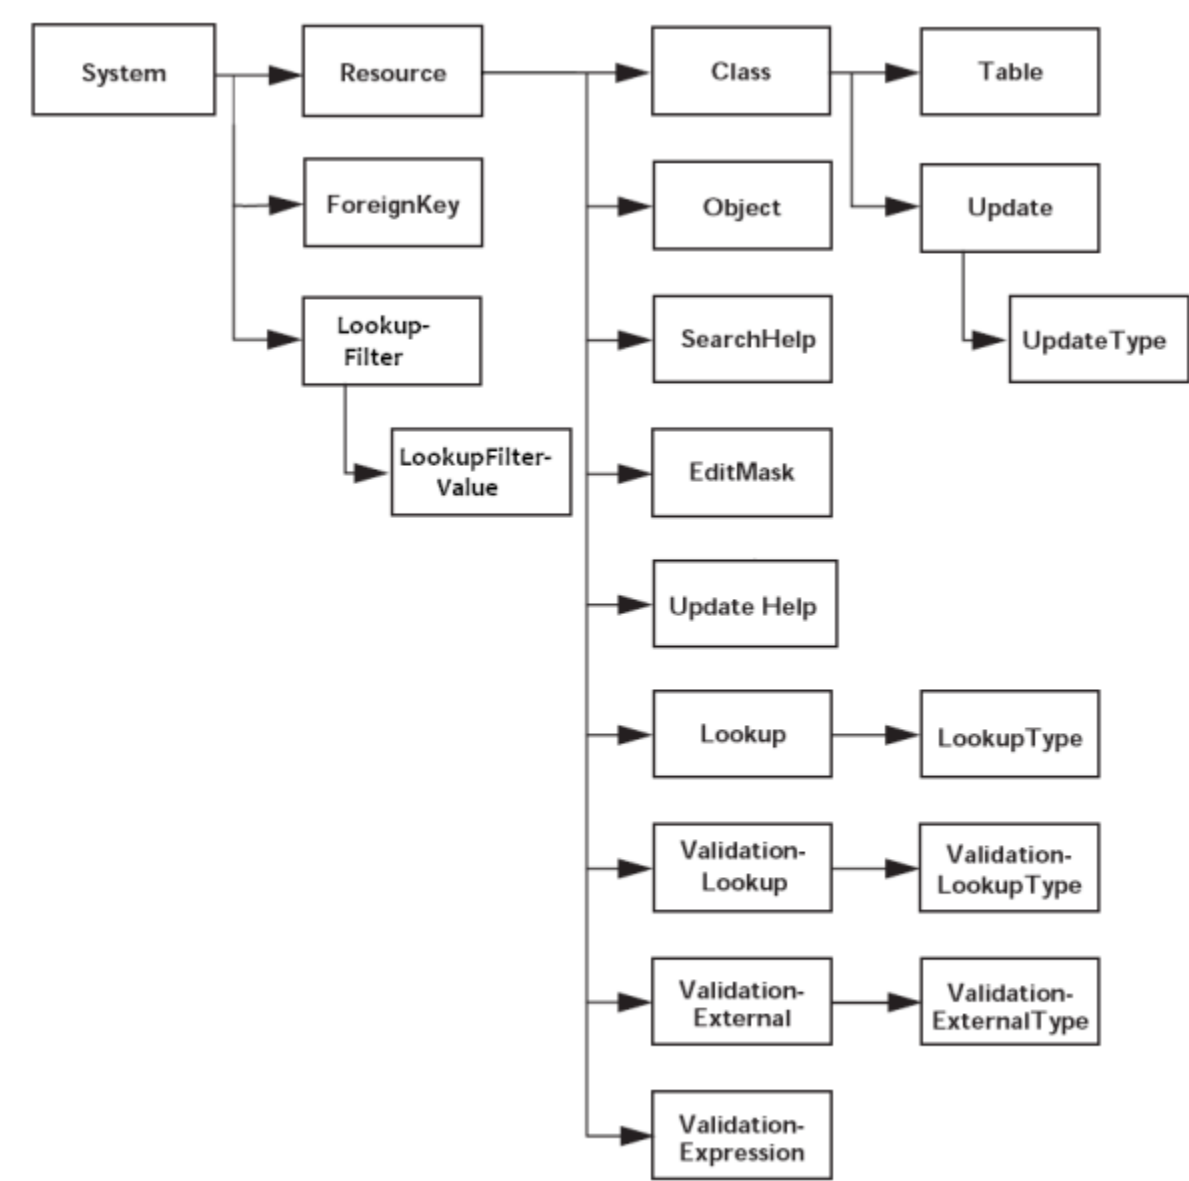 System
Resource
Class
Table
ForeignKey
Object
Update
Lookup-
Filter
SearchHelp
UpdateType
LookupFilter-
Value
EditMask
Update Help
Lookup
LookupType
Validation-
Lookup
Validation-
LookupType
Validation-
External
Validation-
ExternalType
Validation-
Expression